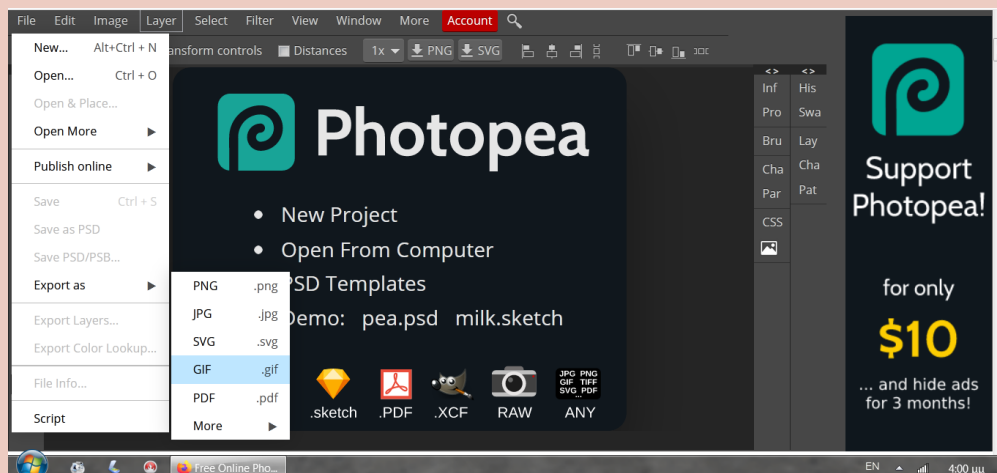 File Edit Image Layer Select Filter View Window More Account
Transform controls Distances 1x PNG SVG
New... Alt+Ctrl + N
Open... Ctrl + O
Open & Place...
Open More
Publish online
Save Ctrl + S
Save as PSD
Save PSD/PSB...
Export as
Export Layers...
Export Color Lookup...
File Info...
Script
PNG .png
JPG .jpg
SVG .svg
GIF .gif
PDF .pdf
More
Photopea
New Project
Open From Computer
PSD Templates
Demo: pea.psd milk.sketch
.sketch .PDF .XCF RAW ANY
JPG PNG
GIF TIFF
SVG PDF
...
<> <>
Inf His
Pro Swa
Bru Lay
Cha Cha
Par Pat
CSS
Support
Photopea!
for only
$10
... and hide ads
for 3 months!
Free Online Pho...
EN 4:00 μμ